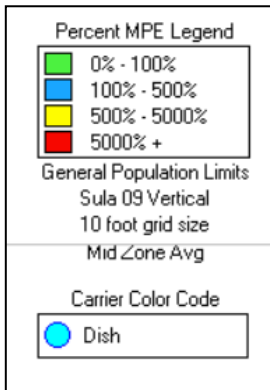 Percent MPE Legend
0% - 100%
100% - 500%
500% - 5000%
5000% +
General Population Limits
Sula 09 Vertical
10 foot grid size
Mid Zone Avg
Carrier Color Code
Dish